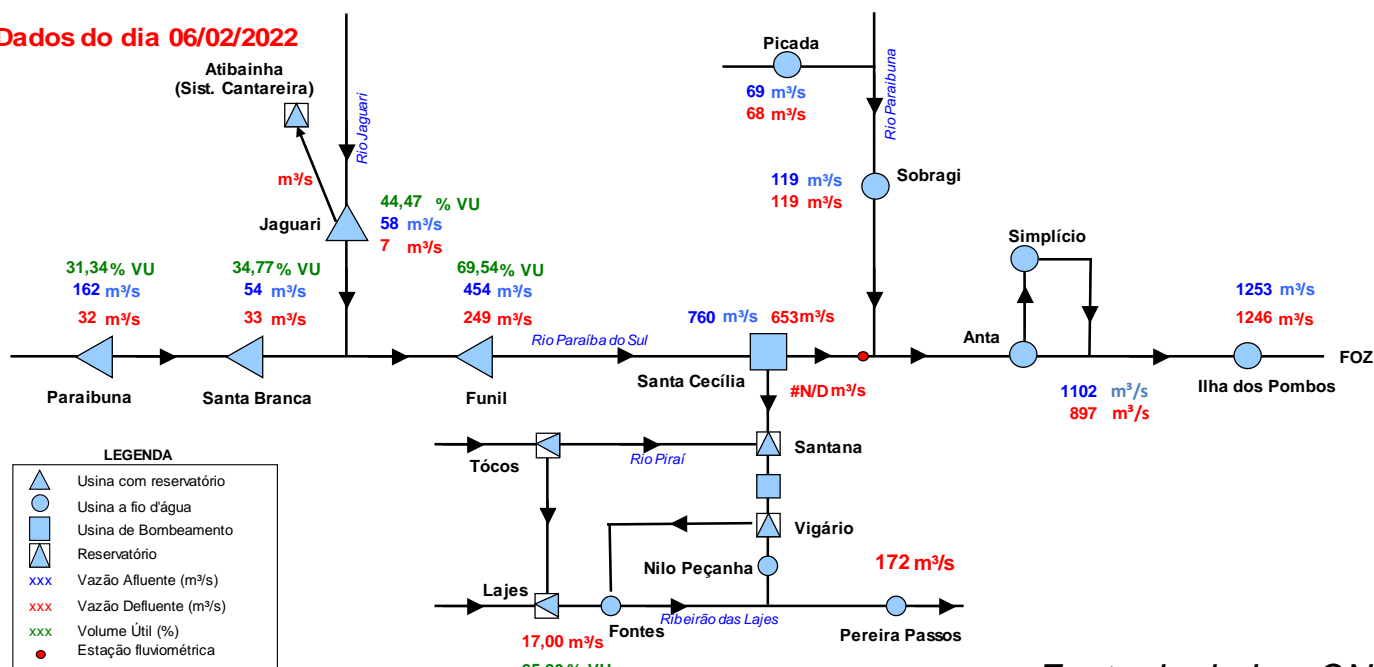 Dados do dia 06/02/2022
Picada
69 m³/s
68 m³/s
Rio Paraibuna
Atibainha
(Sist. Cantareira)
Rio Jaguari
m³/s
Jaguari
44,47 % VU
58 m³/s
7 m³/s
119 m³/s
119 m³/s
Sobragi
Simplício
31,34 % VU
162 m³/s
32 m³/s
Paraibuna
34,77 % VU
54 m³/s
33 m³/s
Santa Branca
69,54 % VU
454 m³/s
249 m³/s
Funil
Rio Paraíba do Sul
760 m³/s 653 m³/s
Santa Cecília
#N/D m³/s
Anta
1102 m³/s
897 m³/s
1253 m³/s
1246 m³/s
Ilha dos Pombos
FOZ
Tócos
Rio Piraí
Santana
Vigário
Nilo Peçanha
172 m³/s
Lajes
Fontes
Ribeirão das Lajes
Pereira Passos
17,00 m³/s
LEGENDA
Usina com reservatório
Usina a fio d'água
Usina de Bombeamento
Reservatório
xxx Vazão Afluente (m³/s)
xxx Vazão Defluente (m³/s)
xxx Volume Útil (%)
Estação fluviométrica